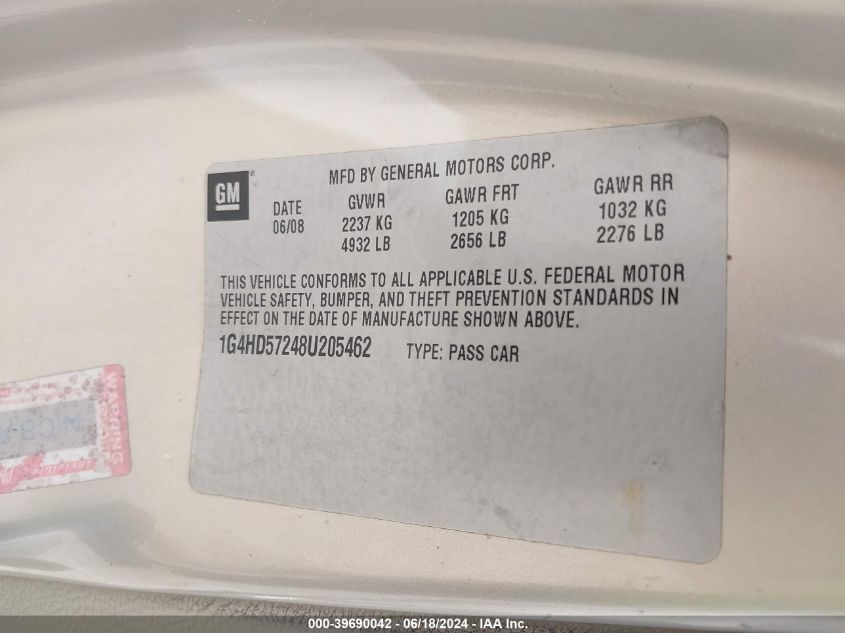 GM
MFD BY GENERAL MOTORS CORP.
DATE GVWR GAWR FRT GAWR RR
06/08 2237 KG 1205 KG 1032 KG
4932 LB 2656 LB 2276 LB
THIS VEHICLE CONFORMS TO ALL APPLICABLE U.S. FEDERAL MOTOR
VEHICLE SAFETY, BUMPER, AND THEFT PREVENTION STANDARDS IN
EFFECT ON THE DATE OF MANUFACTURE SHOWN ABOVE.
1G4HD57248U205462 TYPE: PASS CAR
WARNING
000-39690042 - 06/18/2024 - IAA Inc.